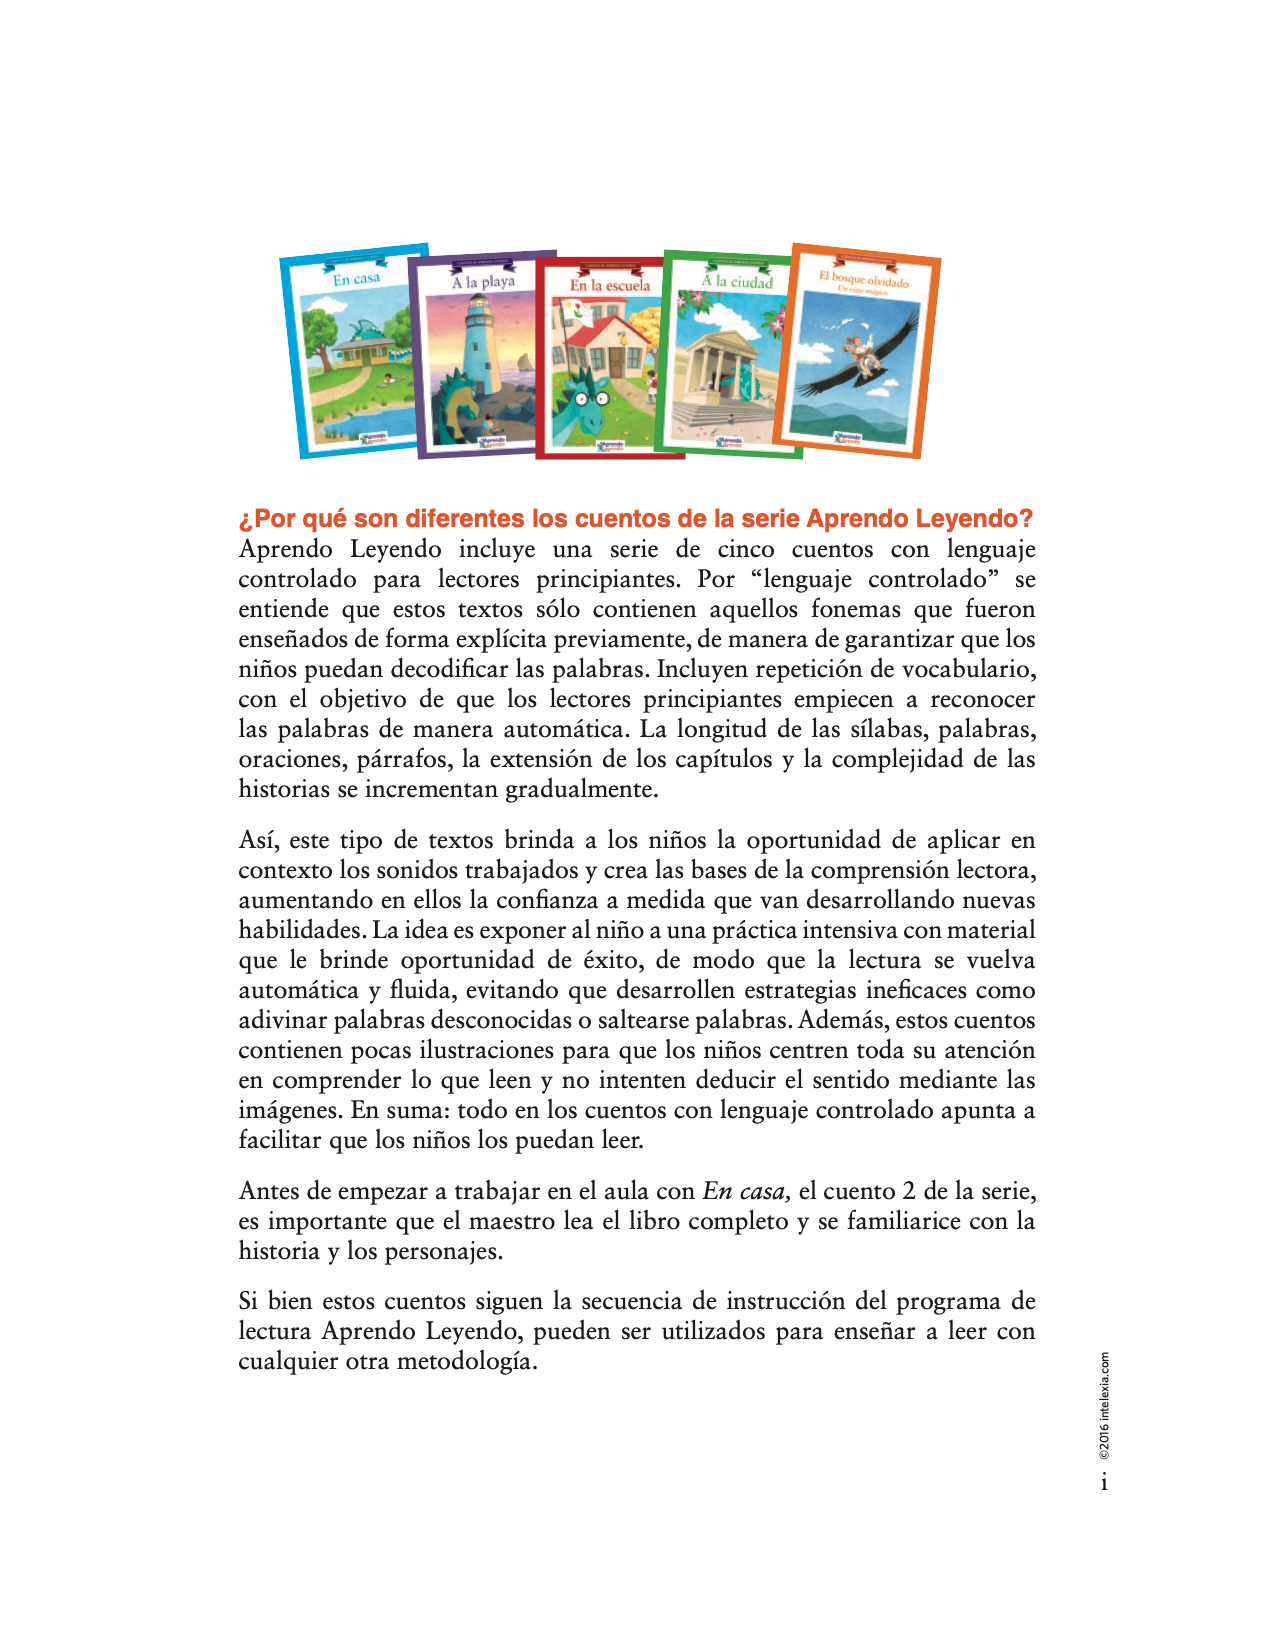 En casa
A la playa
En la escuela
A la ciudad
El bosque olvidado
Un viaje mágico
Aprendo
Leyendo
Aprendo
Leyendo
Aprendo
Leyendo
Aprendo
Leyendo
Aprendo
Leyendo
¿Por qué son diferentes los cuentos de la serie Aprendo Leyendo?
Aprendo Leyendo incluye una serie de cinco cuentos con lenguaje
controlado para lectores principiantes. Por “lenguaje controlado” se
entiende que estos textos sólo contienen aquellos fonemas que fueron
enseñados de forma explícita previamente, de manera de garantizar que los
niños puedan decodificar las palabras. Incluyen repetición de vocabulario,
con el objetivo de que los lectores principiantes empiecen a reconocer
las palabras de manera automática. La longitud de las sílabas, palabras,
oraciones, párrafos, la extensión de los capítulos y la complejidad de las
historias se incrementan gradualmente.
Así, este tipo de textos brinda a los niños la oportunidad de aplicar en
contexto los sonidos trabajados y crea las bases de la comprensión lectora,
aumentando en ellos la confianza a medida que van desarrollando nuevas
habilidades. La idea es exponer al niño a una práctica intensiva con material
que le brinde oportunidad de éxito, de modo que la lectura se vuelva
automática y fluida, evitando que desarrollen estrategias ineficaces como
adivinar palabras desconocidas o saltearse palabras. Además, estos cuentos
contienen pocas ilustraciones para que los niños centren toda su atención
en comprender lo que leen y no intenten deducir el sentido mediante las
imágenes. En suma: todo en los cuentos con lenguaje controlado apunta a
facilitar que los niños los puedan leer.
Antes de empezar a trabajar en el aula con En casa, el cuento 2 de la serie,
es importante que el maestro lea el libro completo y se familiarice con la
historia y los personajes.
Si bien estos cuentos siguen la secuencia de instrucción del programa de
lectura Aprendo Leyendo, pueden ser utilizados para enseñar a leer con
cualquier otra metodología.
©2016 intelexia.com
i